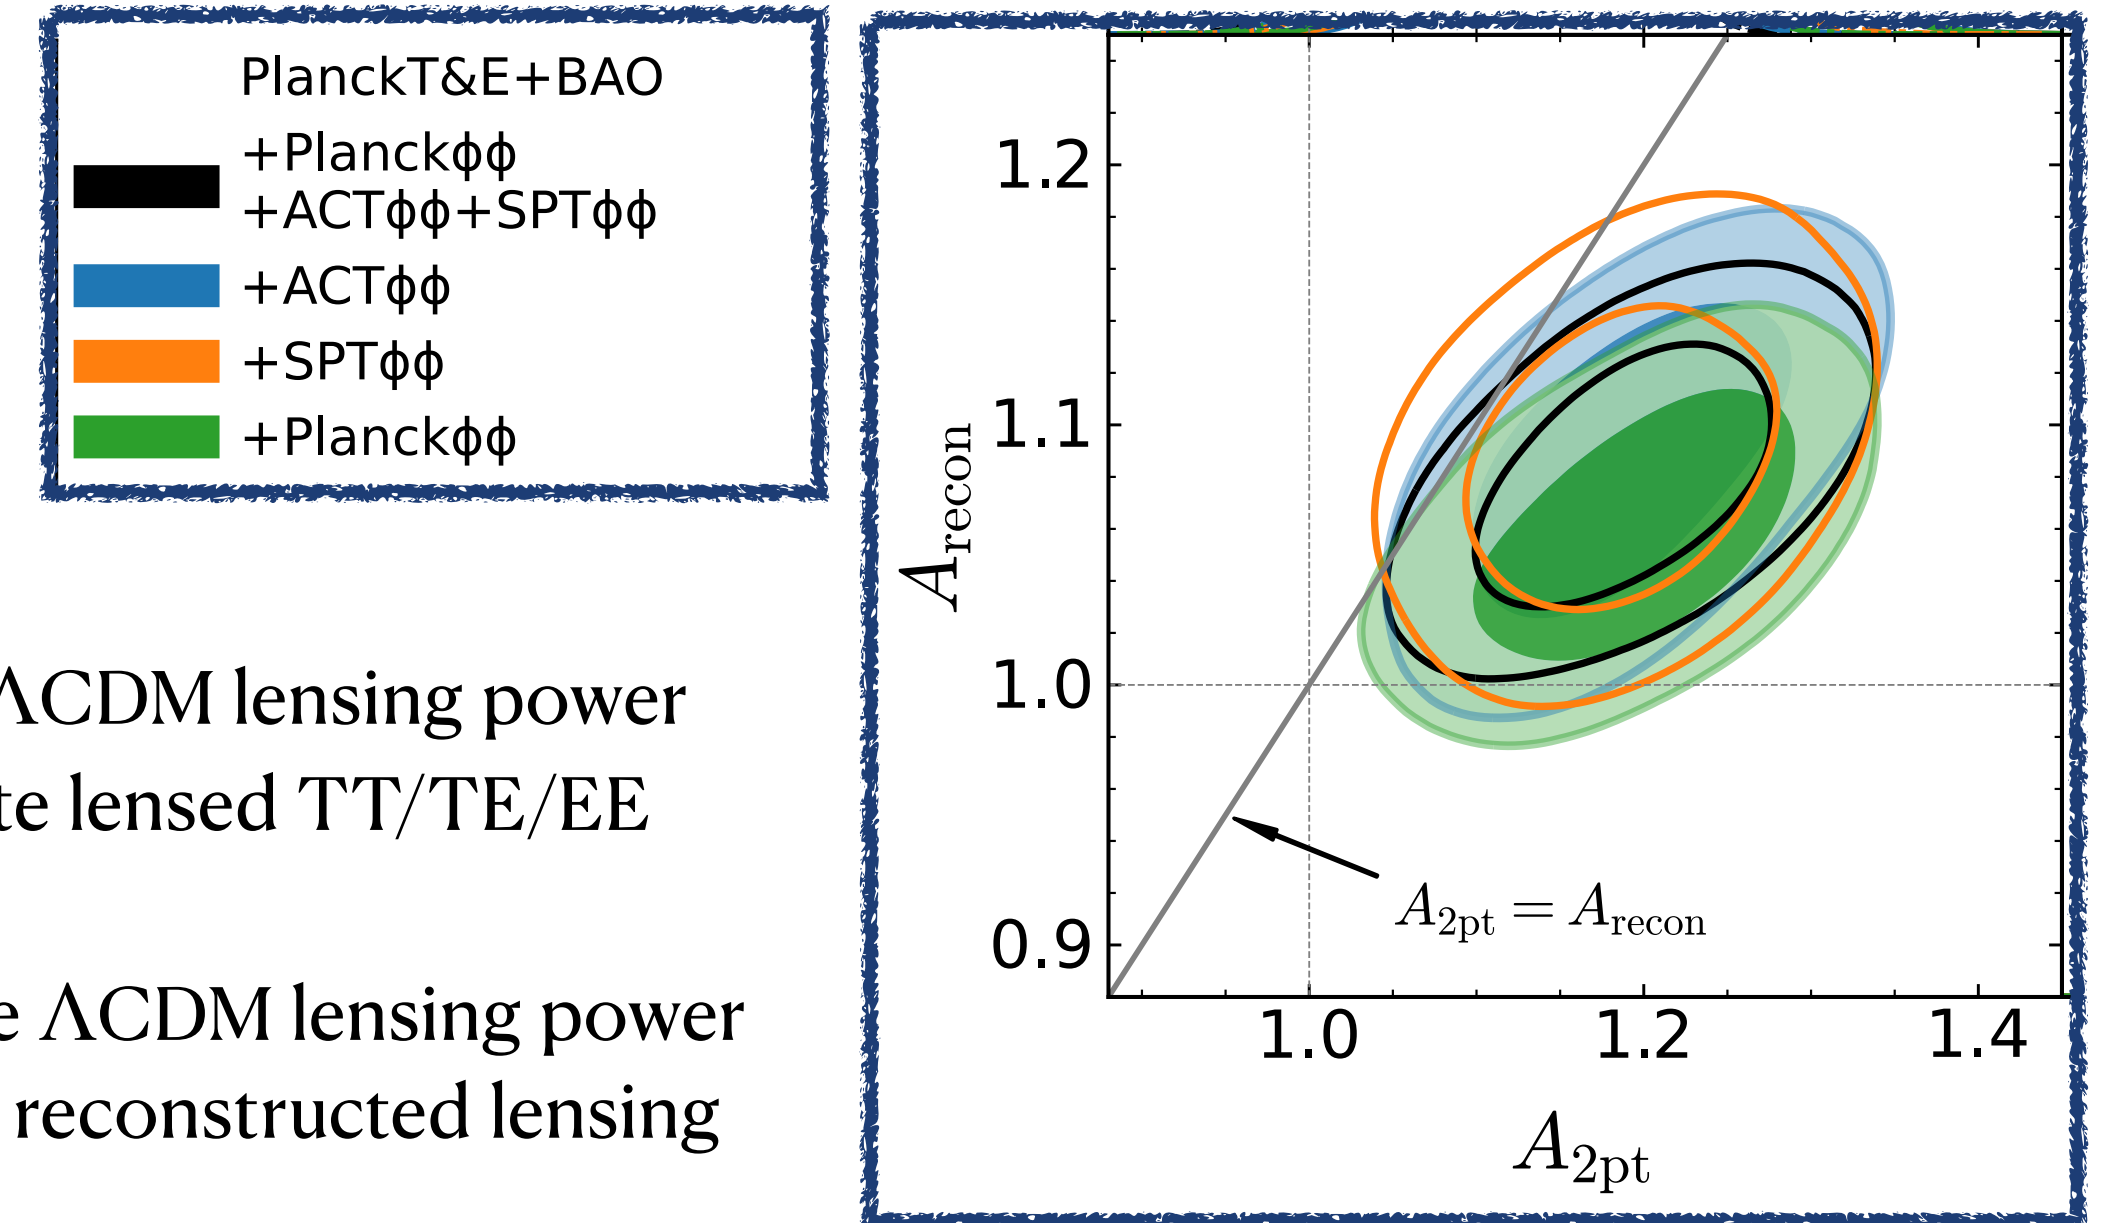 PlanckT&E+BAO
+Planckϕϕ
+ACTϕϕ+SPTϕϕ
+ACTϕϕ
+SPTϕϕ
+Planckϕϕ
ΛCDM lensing power
te lensed TT/TE/EE
e ΛCDM lensing power
reconstructed lensing
1.2
1.1
1.0
0.9
A_recon
A_2pt = A_recon
1.0 1.2 1.4
A_2pt